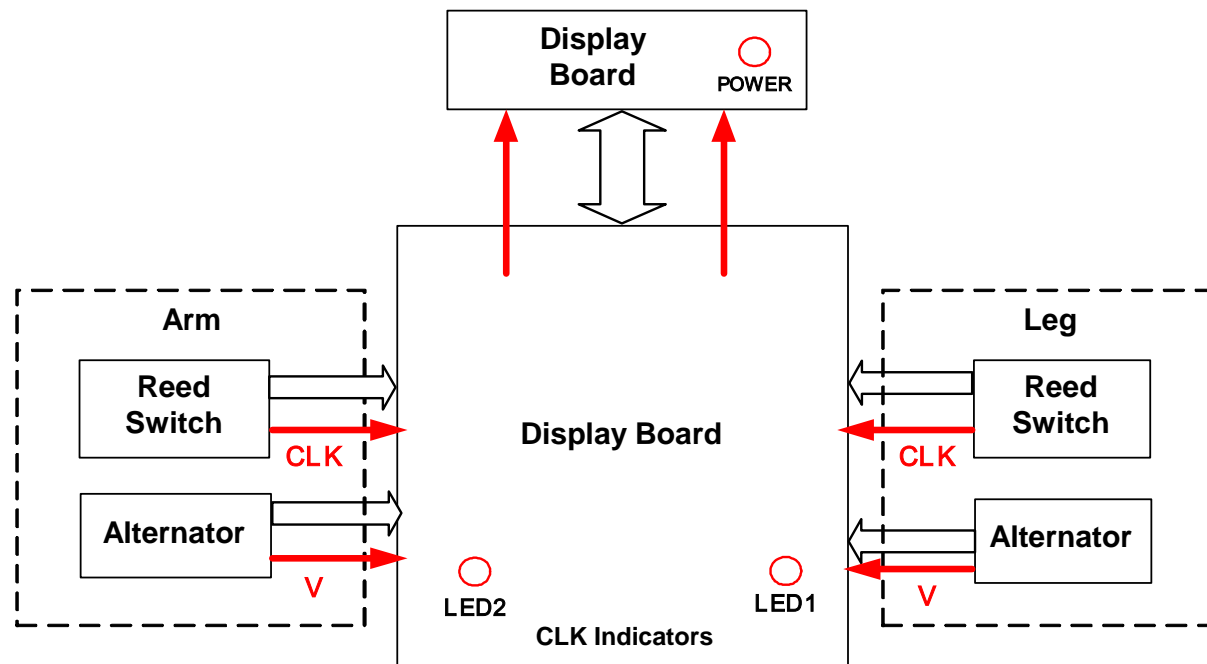 Display
Board
POWER
Arm
Leg
Reed
Switch
Reed
Switch
CLK
Display Board
CLK
Alternator
Alternator
V
LED2
LED1
V
CLK Indicators